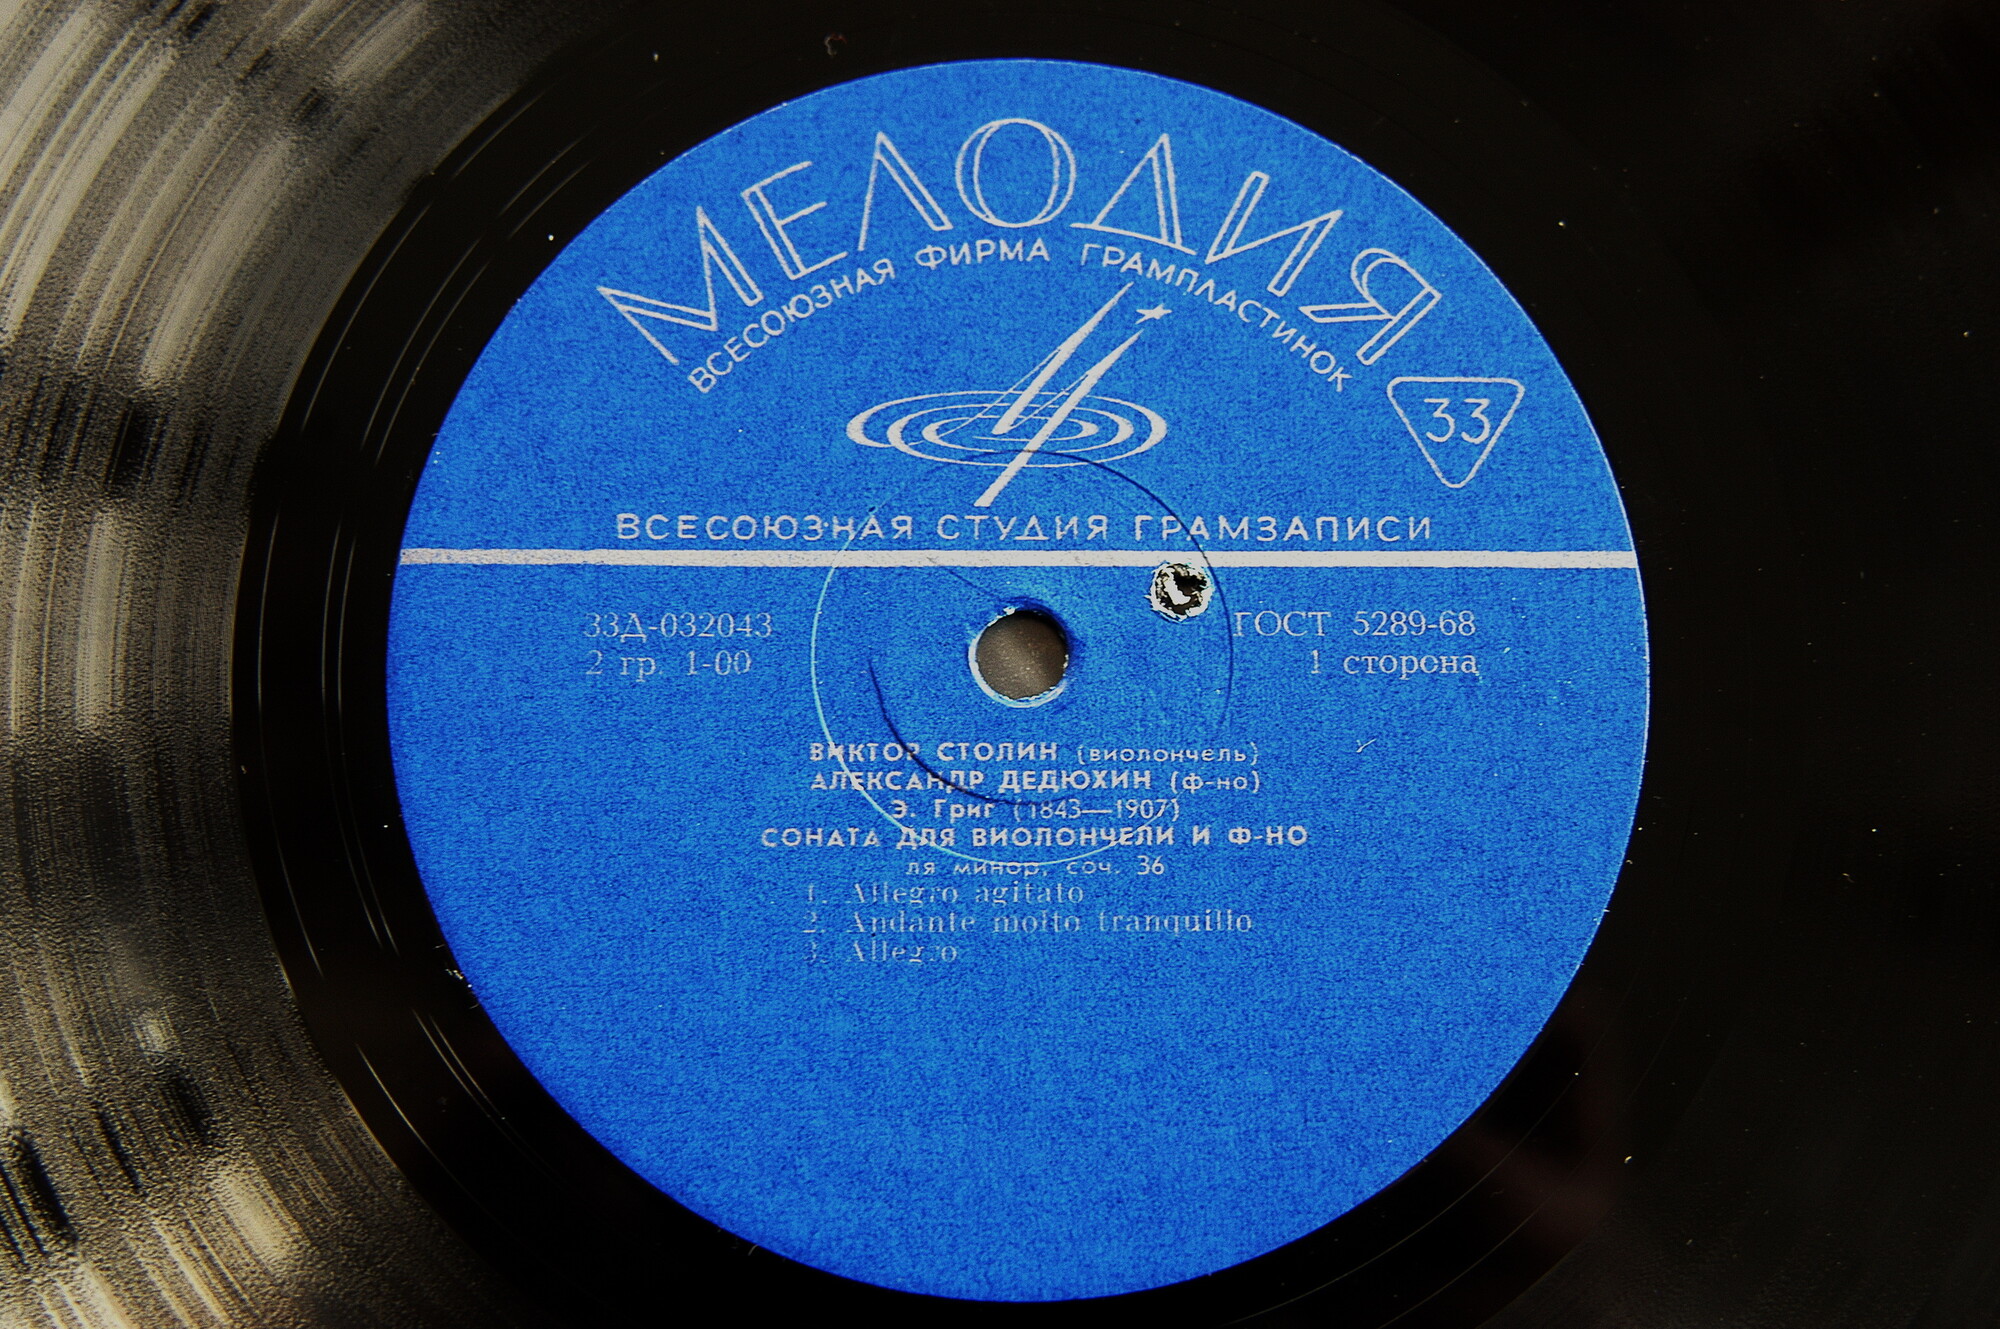 МЕЛОДИЯ
ВСЕСОЮЗНАЯ ФИРМА ГРАМПЛАСТИНОК
33
ВСЕСОЮЗНАЯ СТУДИЯ ГРАМЗАПИСИ
33Д-032043
ГОСТ 5289-68
2 гр. 1-00
1 сторона
ВИКТОР СТОЛИН (виолончель)
АЛЕКСАНДР ДЕДЮХИН (ф-но)
Э. Григ (1843—1907)
СОНАТА ДЛЯ ВИОЛОНЧЕЛИ И Ф-НО
ля минор, соч. 36
1. Allegro agitato
2. Andante molto tranquillo
3. Allegro